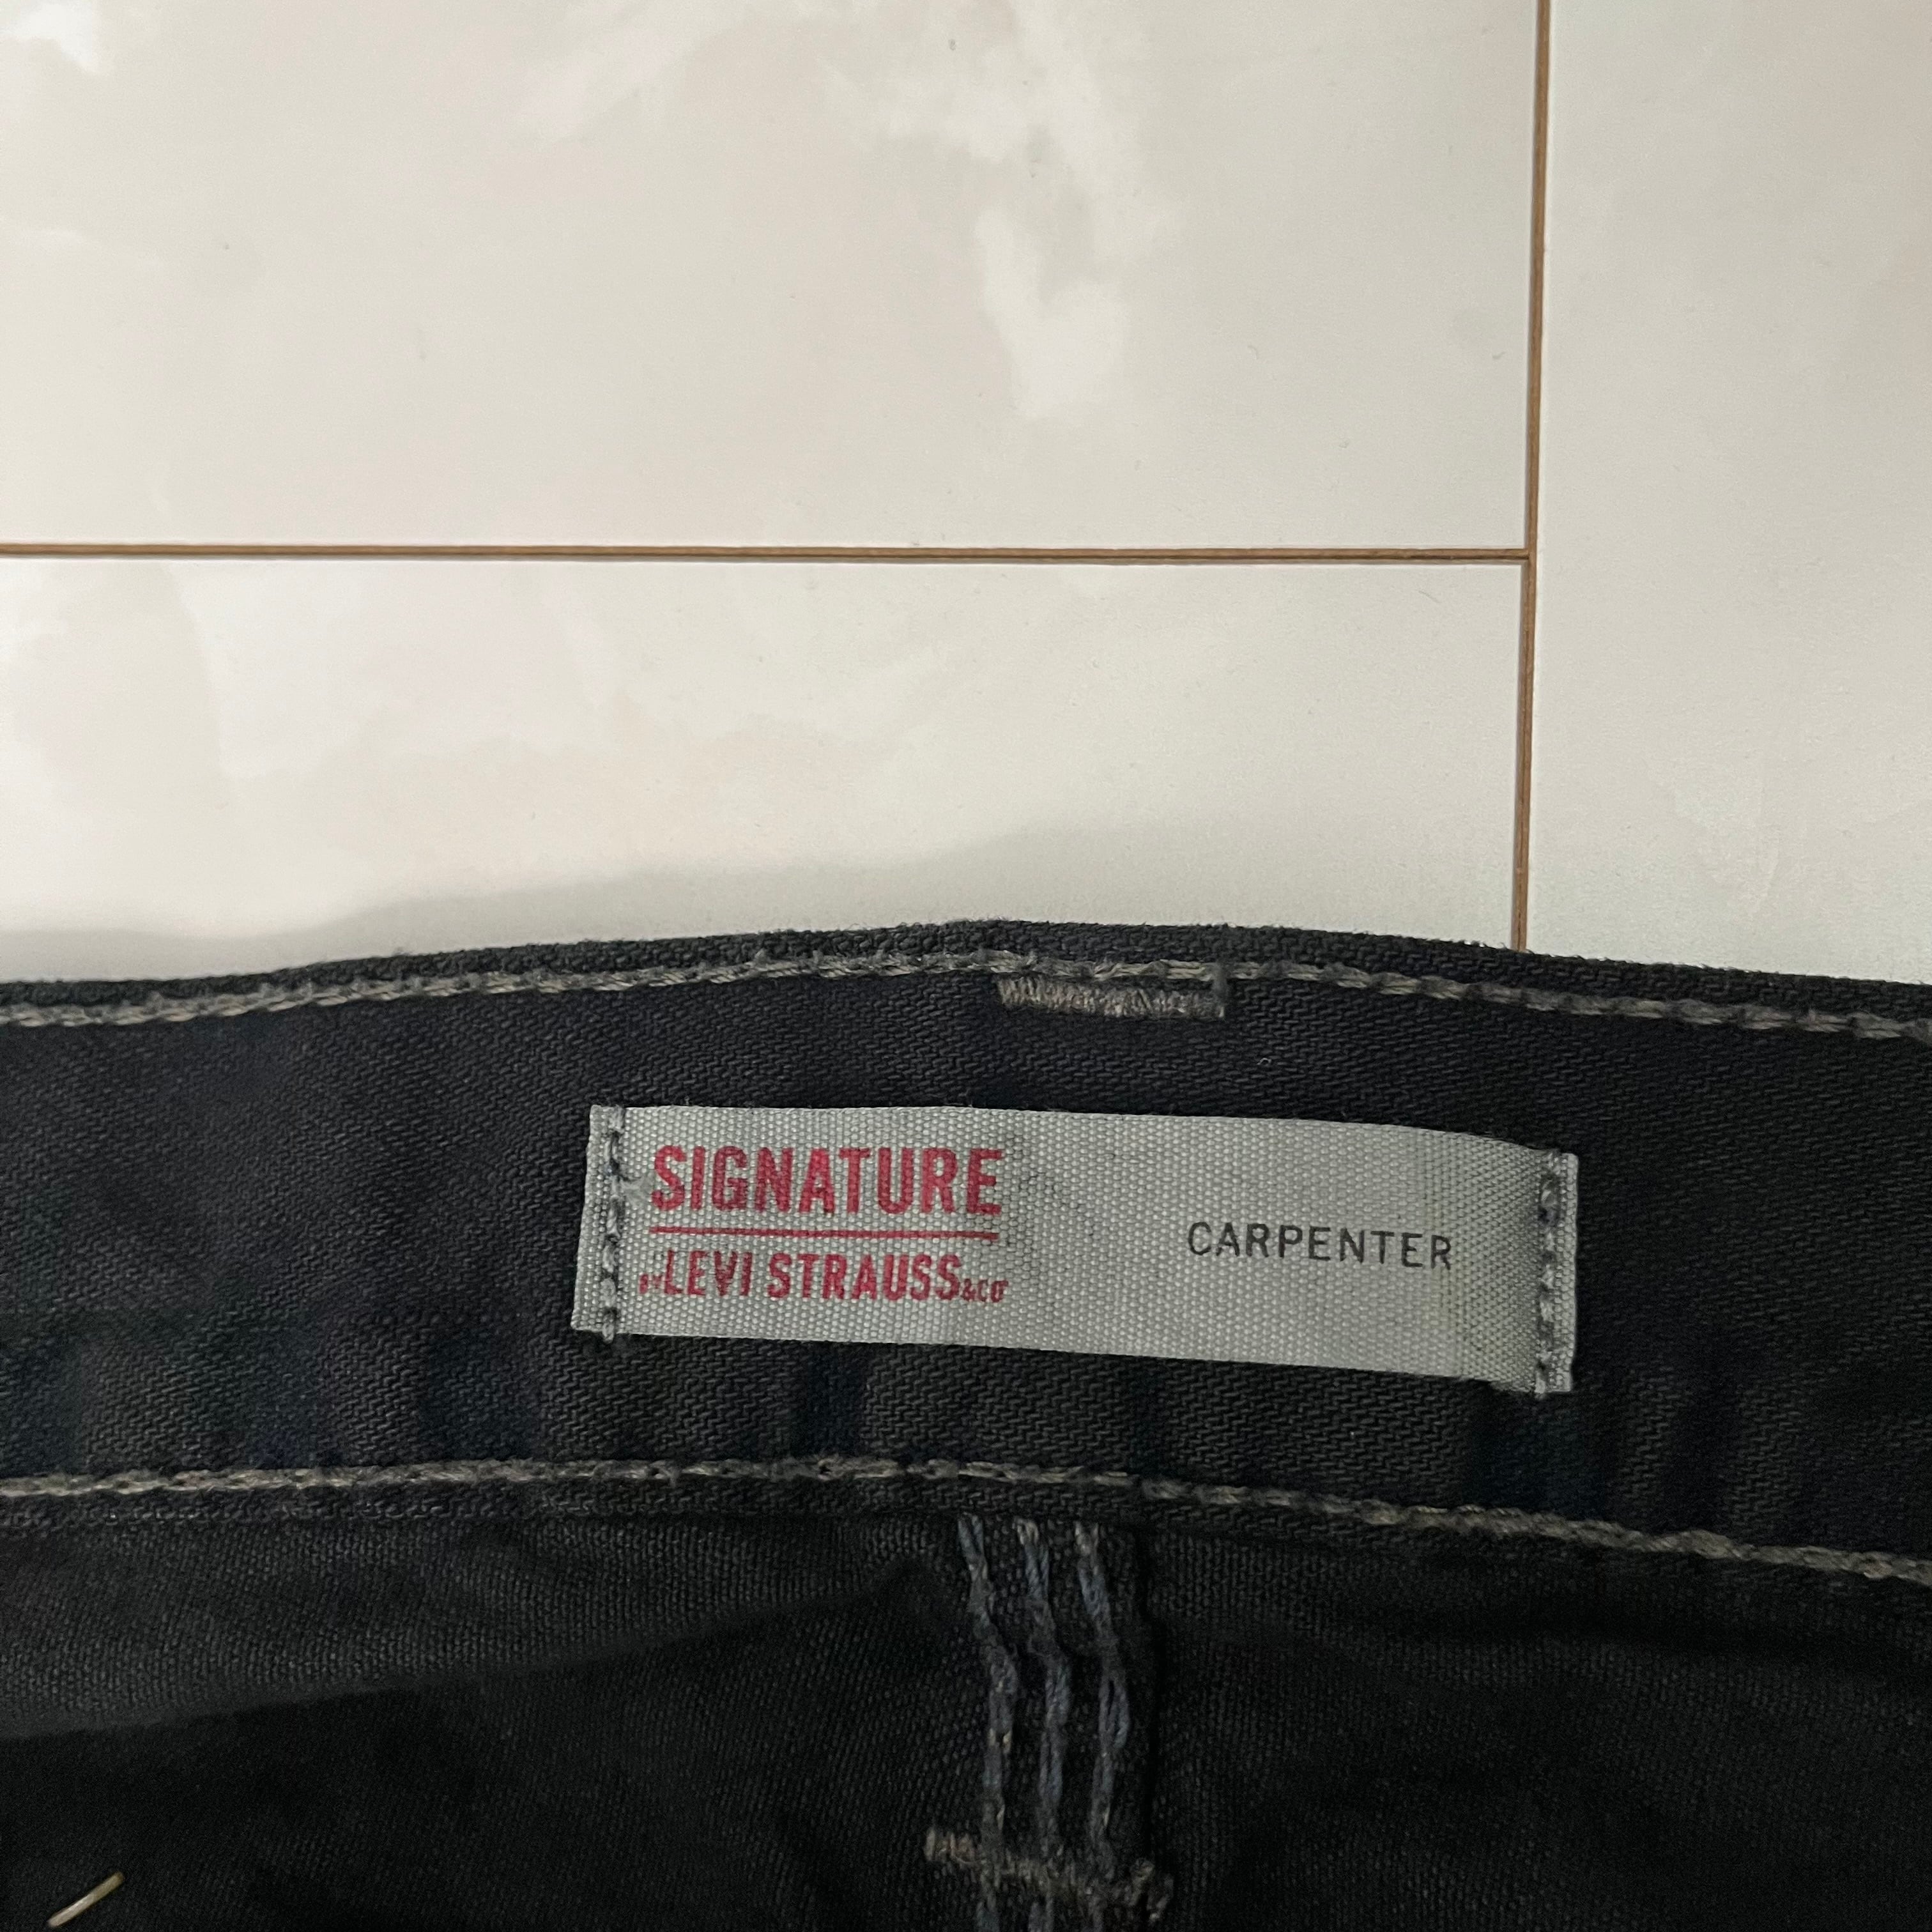 SIGNATURE
BY LEVI STRAUSS & CO
CARPENTER